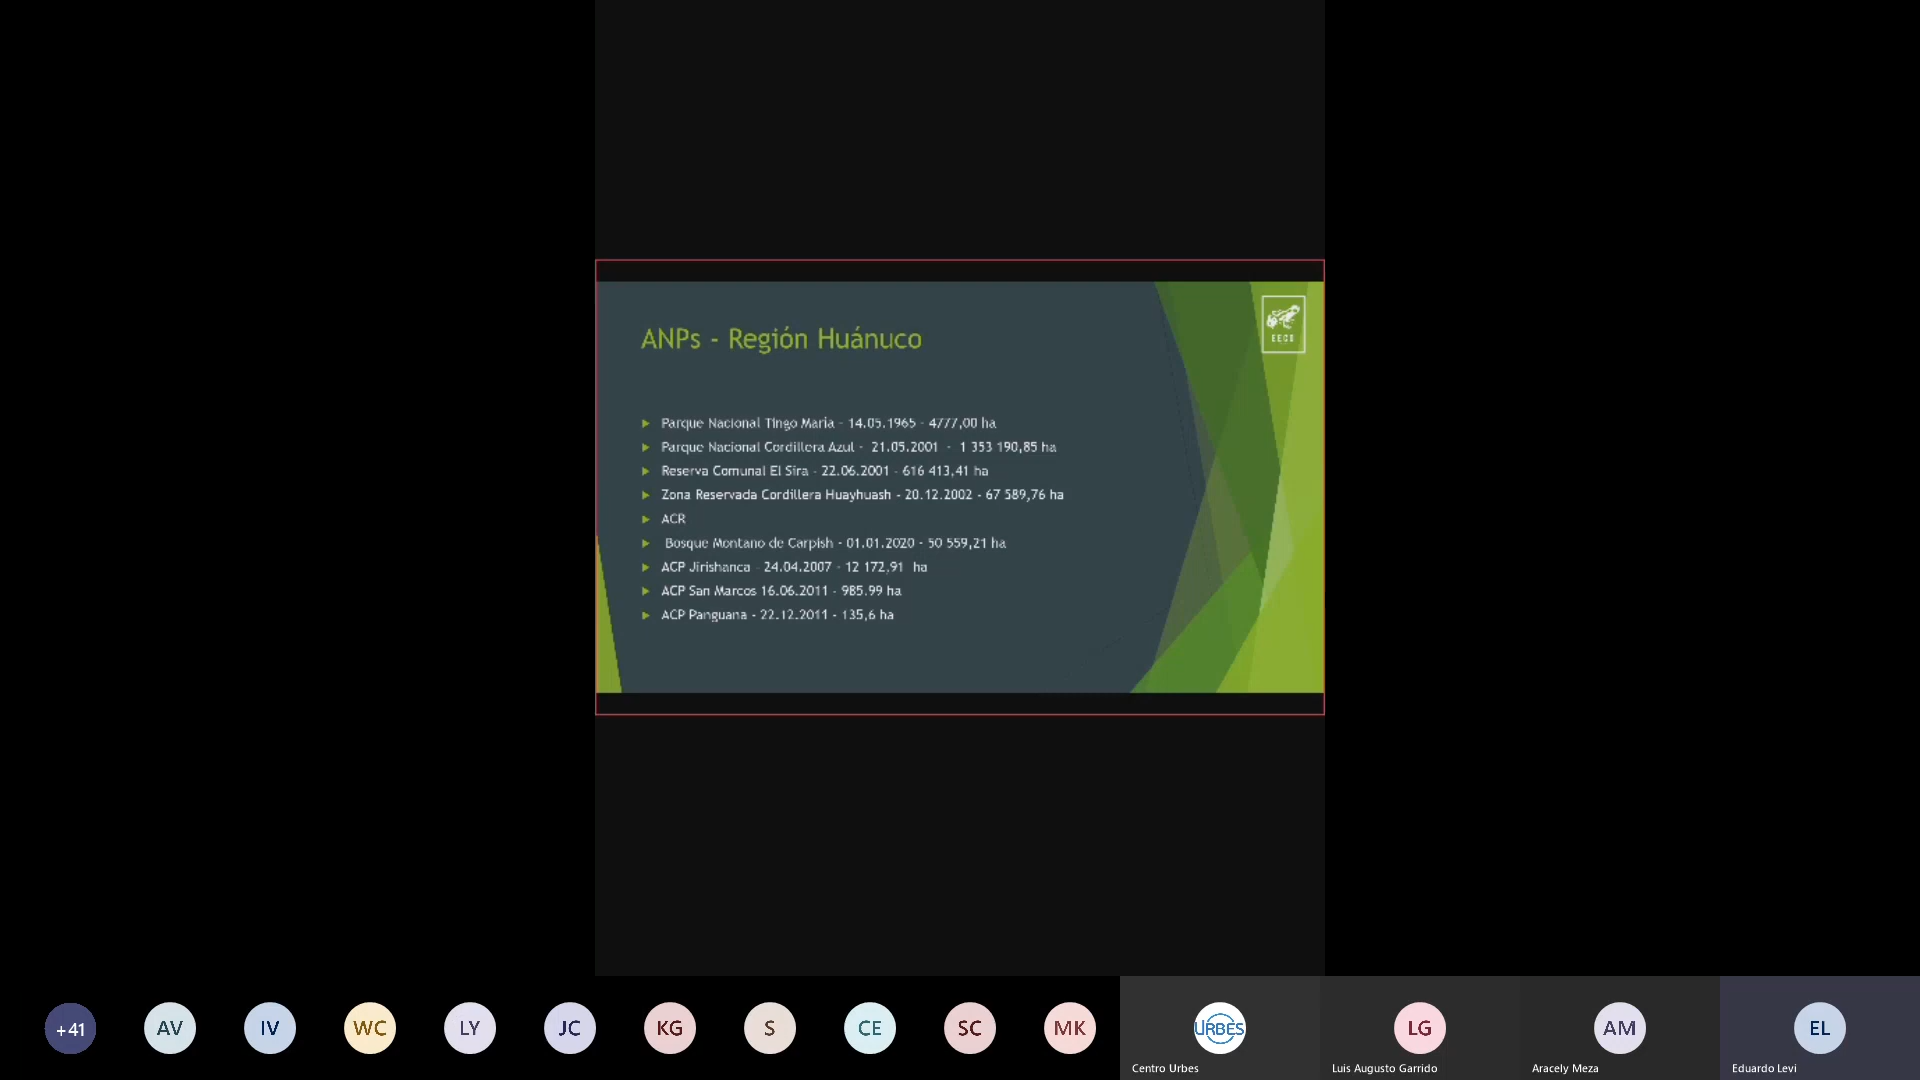 ANPs - Región Huánuco
EECO
Parque Nacional Tingo Maria - 14.05.1965 - 4777,00 ha
Parque Nacional Cordillera Azul - 21.05.2001 - 1 353 190,85 ha
Reserva Comunal El Sira - 22.06.2001 - 616 413,41 ha
Zona Reservada Cordillera Huayhuash - 20.12.2002 - 67 589,76 ha
ACR
Bosque Montano de Carpish - 01.01.2020 - 50 559,21 ha
ACP Jirishanca - 24.04.2007 - 12 172,91 ha
ACP San Marcos 16.06.2011 - 985.99 ha
ACP Panguana - 22.12.2011 - 135,6 ha
+41 AV IV WC LY JC KG S CE SC MK URBES LG AM EL
Centro Urbes Luis Augusto Garrido Aracely Meza Eduardo Levi